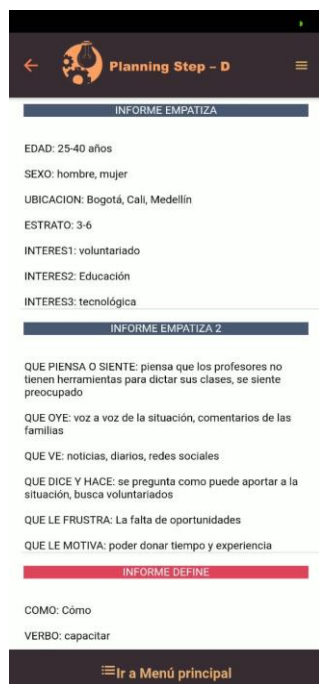 Planning Step – D
INFORME EMPATIZA
EDAD: 25-40 años
SEXO: hombre, mujer
UBICACION: Bogotá, Cali, Medellín
ESTRATO: 3-6
INTERES1: voluntariado
INTERES2: Educación
INTERES3: tecnológica
INFORME EMPATIZA 2
QUE PIENSA O SIENTE: piensa que los profesores no
tienen herramientas para dictar sus clases, se siente
preocupado
QUE OYE: voz a voz de la situación, comentarios de las
familias
QUE VE: noticias, diarios, redes sociales
QUE DICE Y HACE: se pregunta como puede aportar a la
situación, busca voluntariados
QUE LE FRUSTRA: La falta de oportunidades
QUE LE MOTIVA: poder donar tiempo y experiencia
INFORME DEFINE
COMO: Cómo
VERBO: capacitar
Ir a Menú principal